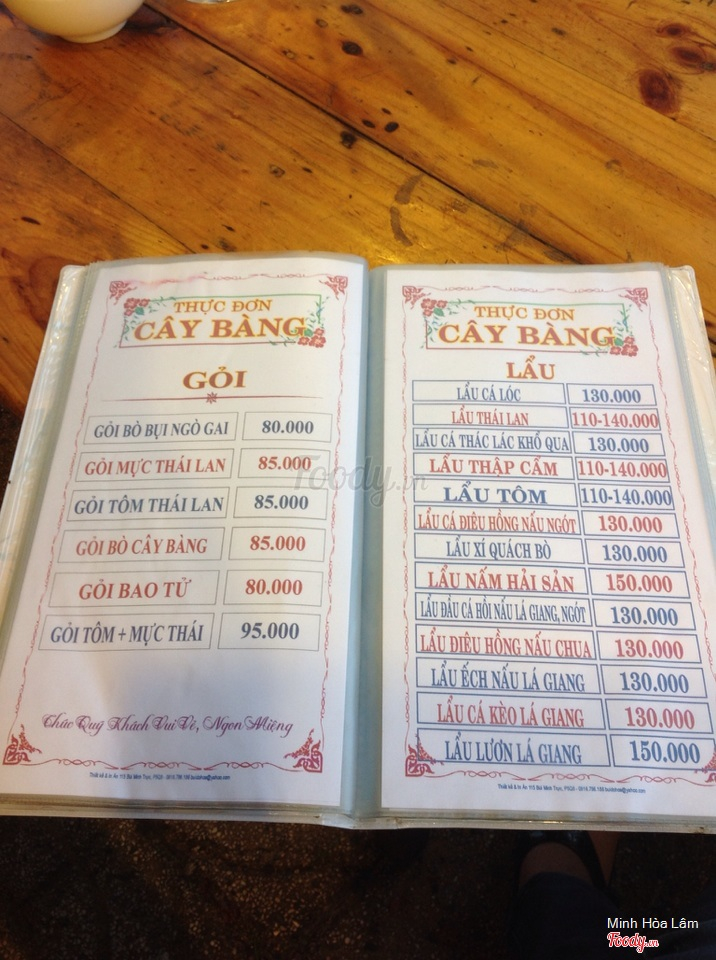 THỰC ĐƠN
CÂY BÀNG
GỎI
GỎI BÒ BỤI NGÒ GAI 80.000
GỎI MỰC THÁI LAN 85.000
GỎI TÔM THÁI LAN 85.000
GỎI BÒ CÂY BÀNG 85.000
GỎI BAO TỬ 80.000
GỎI TÔM + MỰC THÁI 95.000
Chúc Quý Khách Vui Vẻ, Ngon Miệng
THỰC ĐƠN
CÂY BÀNG
LẨU
LẨU CÁ LÓC 130.000
LẨU THÁI LAN 110-140.000
LẨU CÁ THÁC LÁC KHỔ QUA 130.000
LẨU THẬP CẨM 110-140.000
LẨU TÔM 110-140.000
LẨU CÁ DIÊU HỒNG NẤU NGÓT 130.000
LẨU XÍ QUÁCH BÒ 130.000
LẨU NẤM HẢI SẢN 150.000
LẨU ĐẦU CÁ HỒI NẤU LÁ GIANG, NGÓT 130.000
LẨU DIÊU HỒNG NẤU CHUA 130.000
LẨU ẾCH NẤU LÁ GIANG 130.000
LẨU CÁ KÈO LÁ GIANG 130.000
LẨU LƯƠN LÁ GIANG 150.000
Foody.vn
Minh Hòa Lâm
Foody.vn